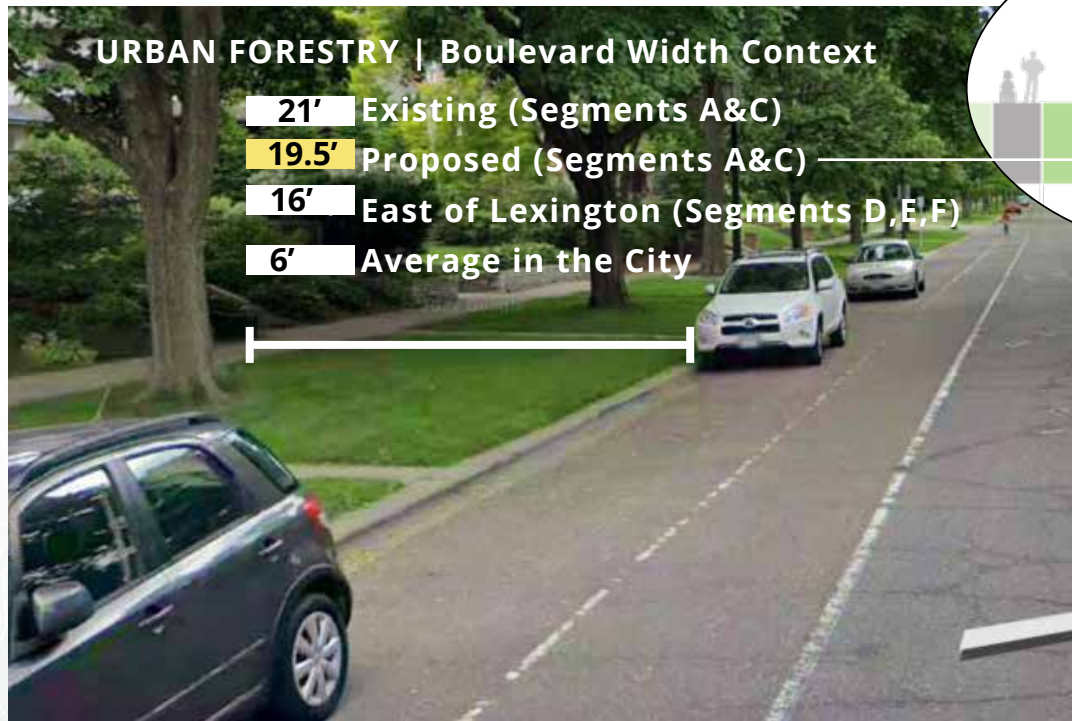 URBAN FORESTRY | Boulevard Width Context
21’ Existing (Segments A&C)
19.5’ Proposed (Segments A&C)
16’ East of Lexington (Segments D,E,F)
6’ Average in the City